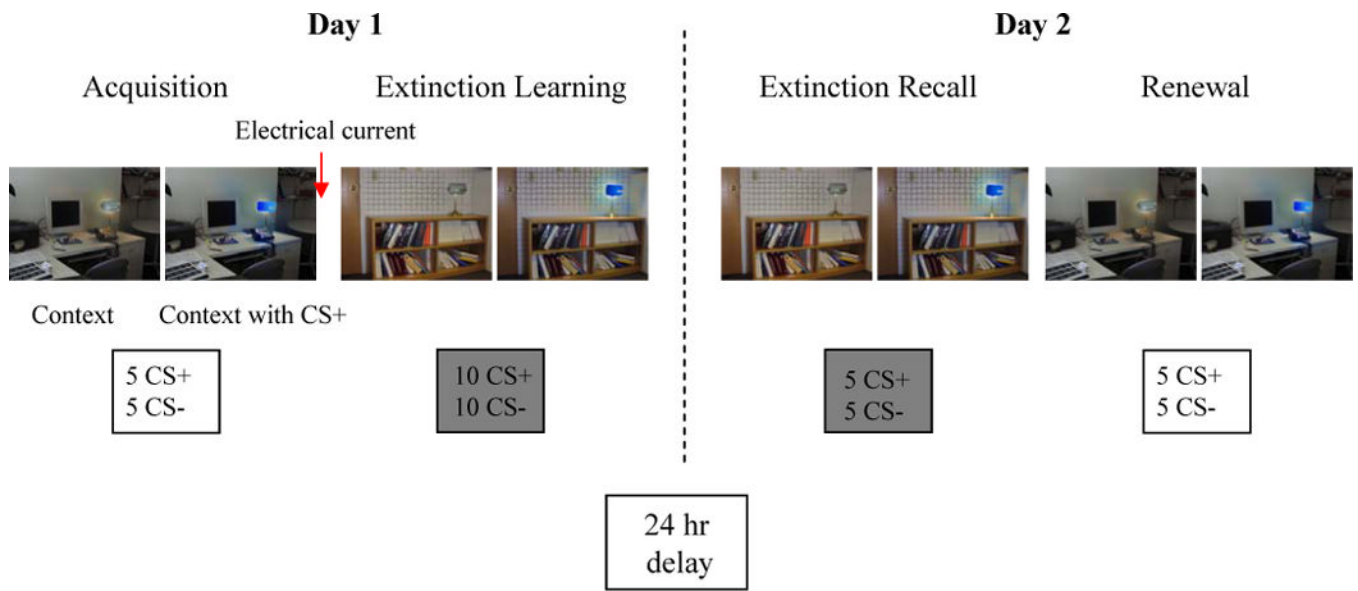 Day 1
Day 2
Acquisition
Extinction Learning
Extinction Recall
Renewal
Electrical current
Context
Context with CS+
5 CS+
5 CS-
10 CS+
10 CS-
5 CS+
5 CS-
5 CS+
5 CS-
24 hr
delay